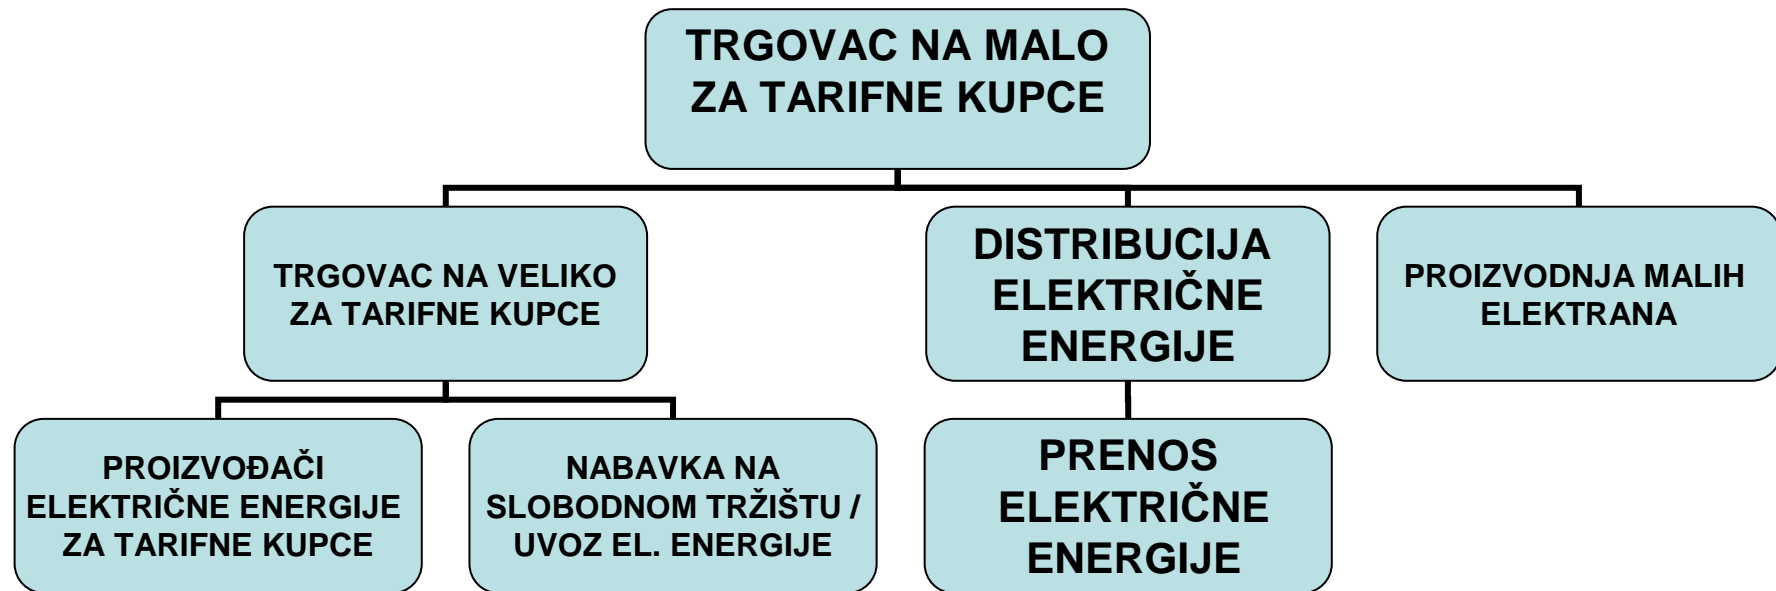 TRGOVAC NA MALO
ZA TARIFNE KUPCE
TRGOVAC NA VELIKO
ZA TARIFNE KUPCE
DISTRIBUCIJA
ELEKTRIČNE
ENERGIJE
PROIZVODNJA MALIH
ELEKTRANA
PROIZVOĐAČI
ELEKTRIČNE ENERGIJE
ZA TARIFNE KUPCE
NABAVKA NA
SLOBODNOM TRŽIŠTU /
UVOZ EL. ENERGIJE
PRENOS
ELEKTRIČNE
ENERGIJE